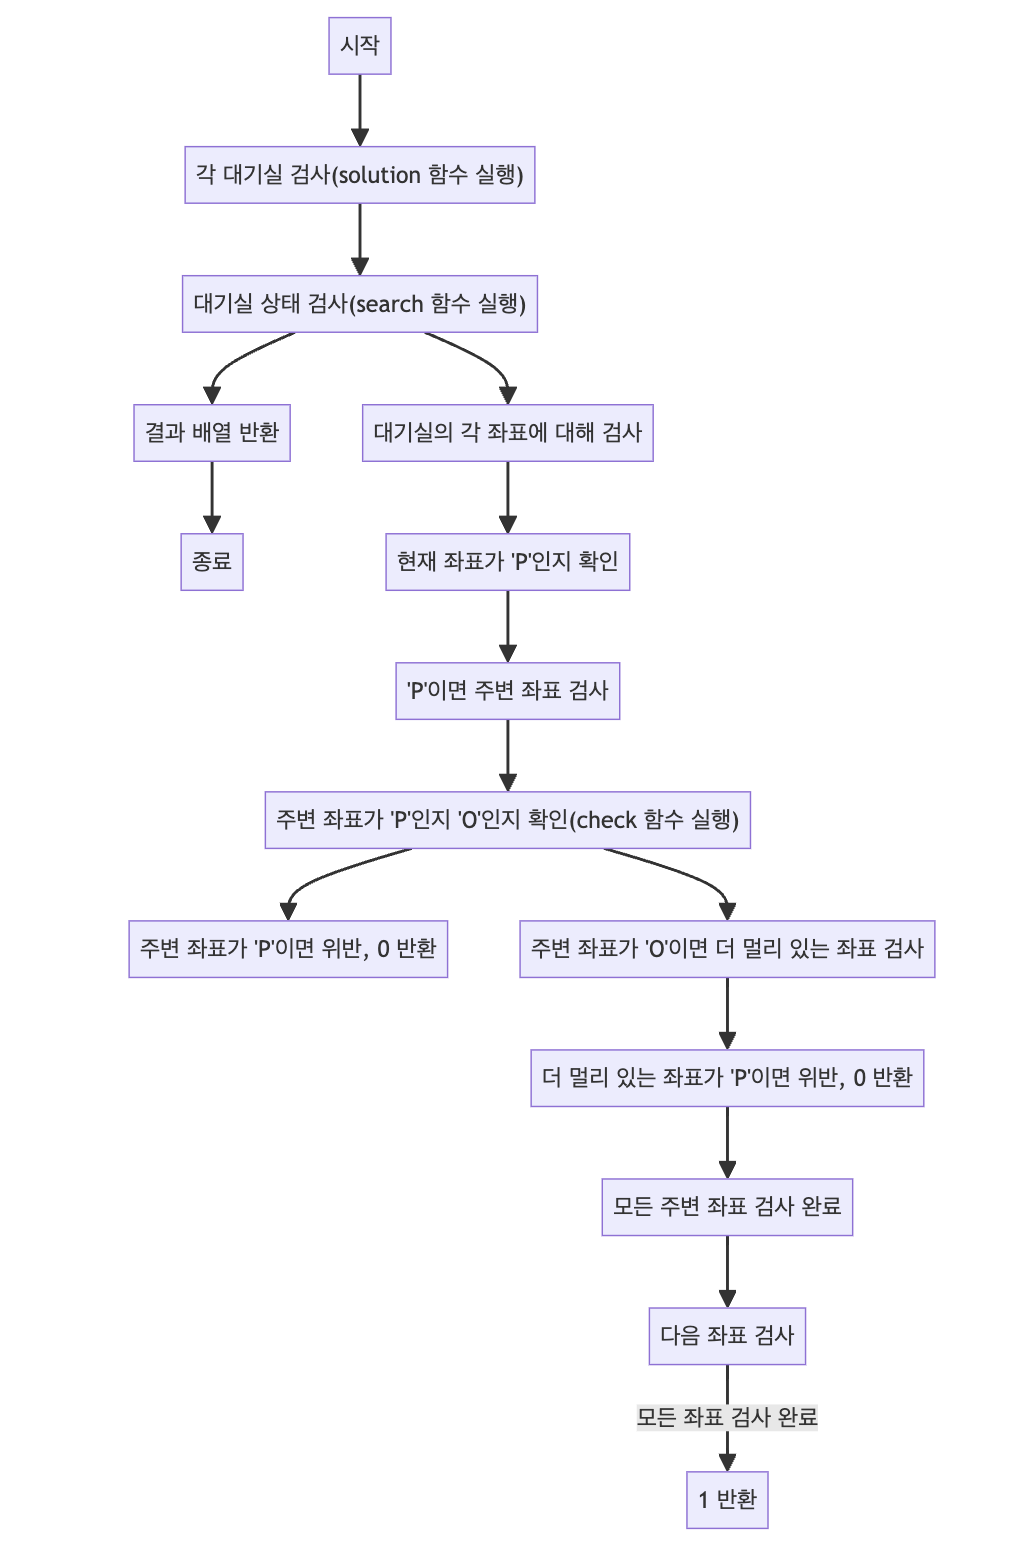 시작
각 대기실 검사(solution 함수 실행)
대기실 상태 검사(search 함수 실행)
결과 배열 반환
대기실의 각 좌표에 대해 검사
종료
현재 좌표가 'P'인지 확인
'P'이면 주변 좌표 검사
주변 좌표가 'P'인지 'O'인지 확인(check 함수 실행)
주변 좌표가 'P'이면 위반, 0 반환
주변 좌표가 'O'이면 더 멀리 있는 좌표 검사
더 멀리 있는 좌표가 'P'이면 위반, 0 반환
모든 주변 좌표 검사 완료
다음 좌표 검사
모든 좌표 검사 완료
1 반환